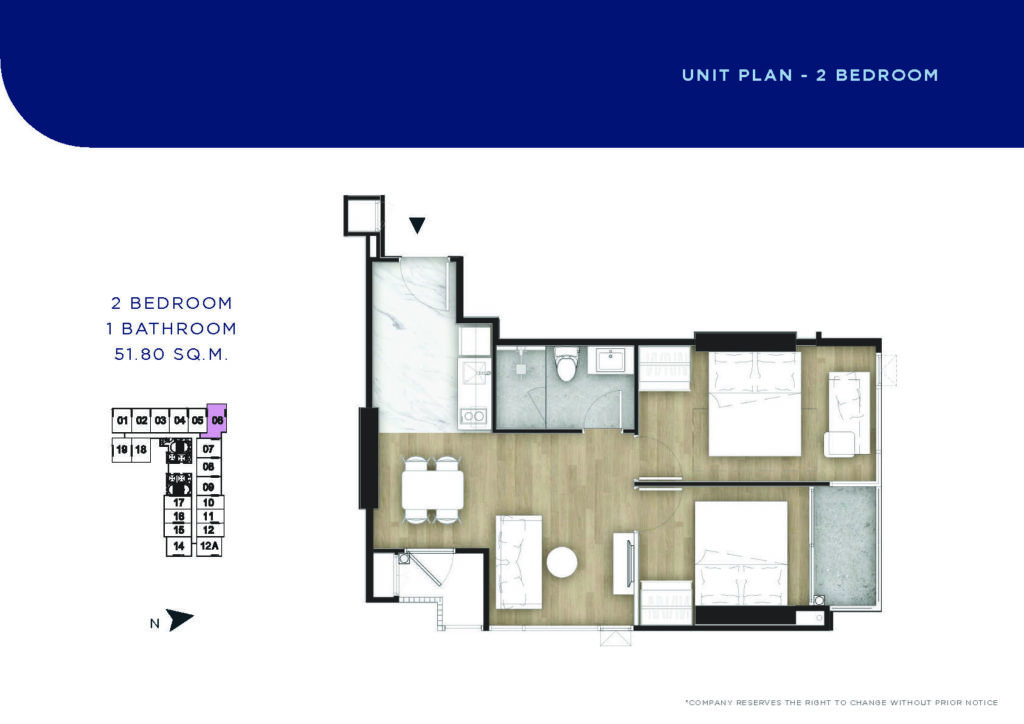 UNIT PLAN - 2 BEDROOM
2 BEDROOM
1 BATHROOM
51.80 SQ.M.
01 02 03 04 05 06
19 18 07
08
09
17 10
16 11
15 12
14 12A
N
*COMPANY RESERVES THE RIGHT TO CHANGE WITHOUT PRIOR NOTICE